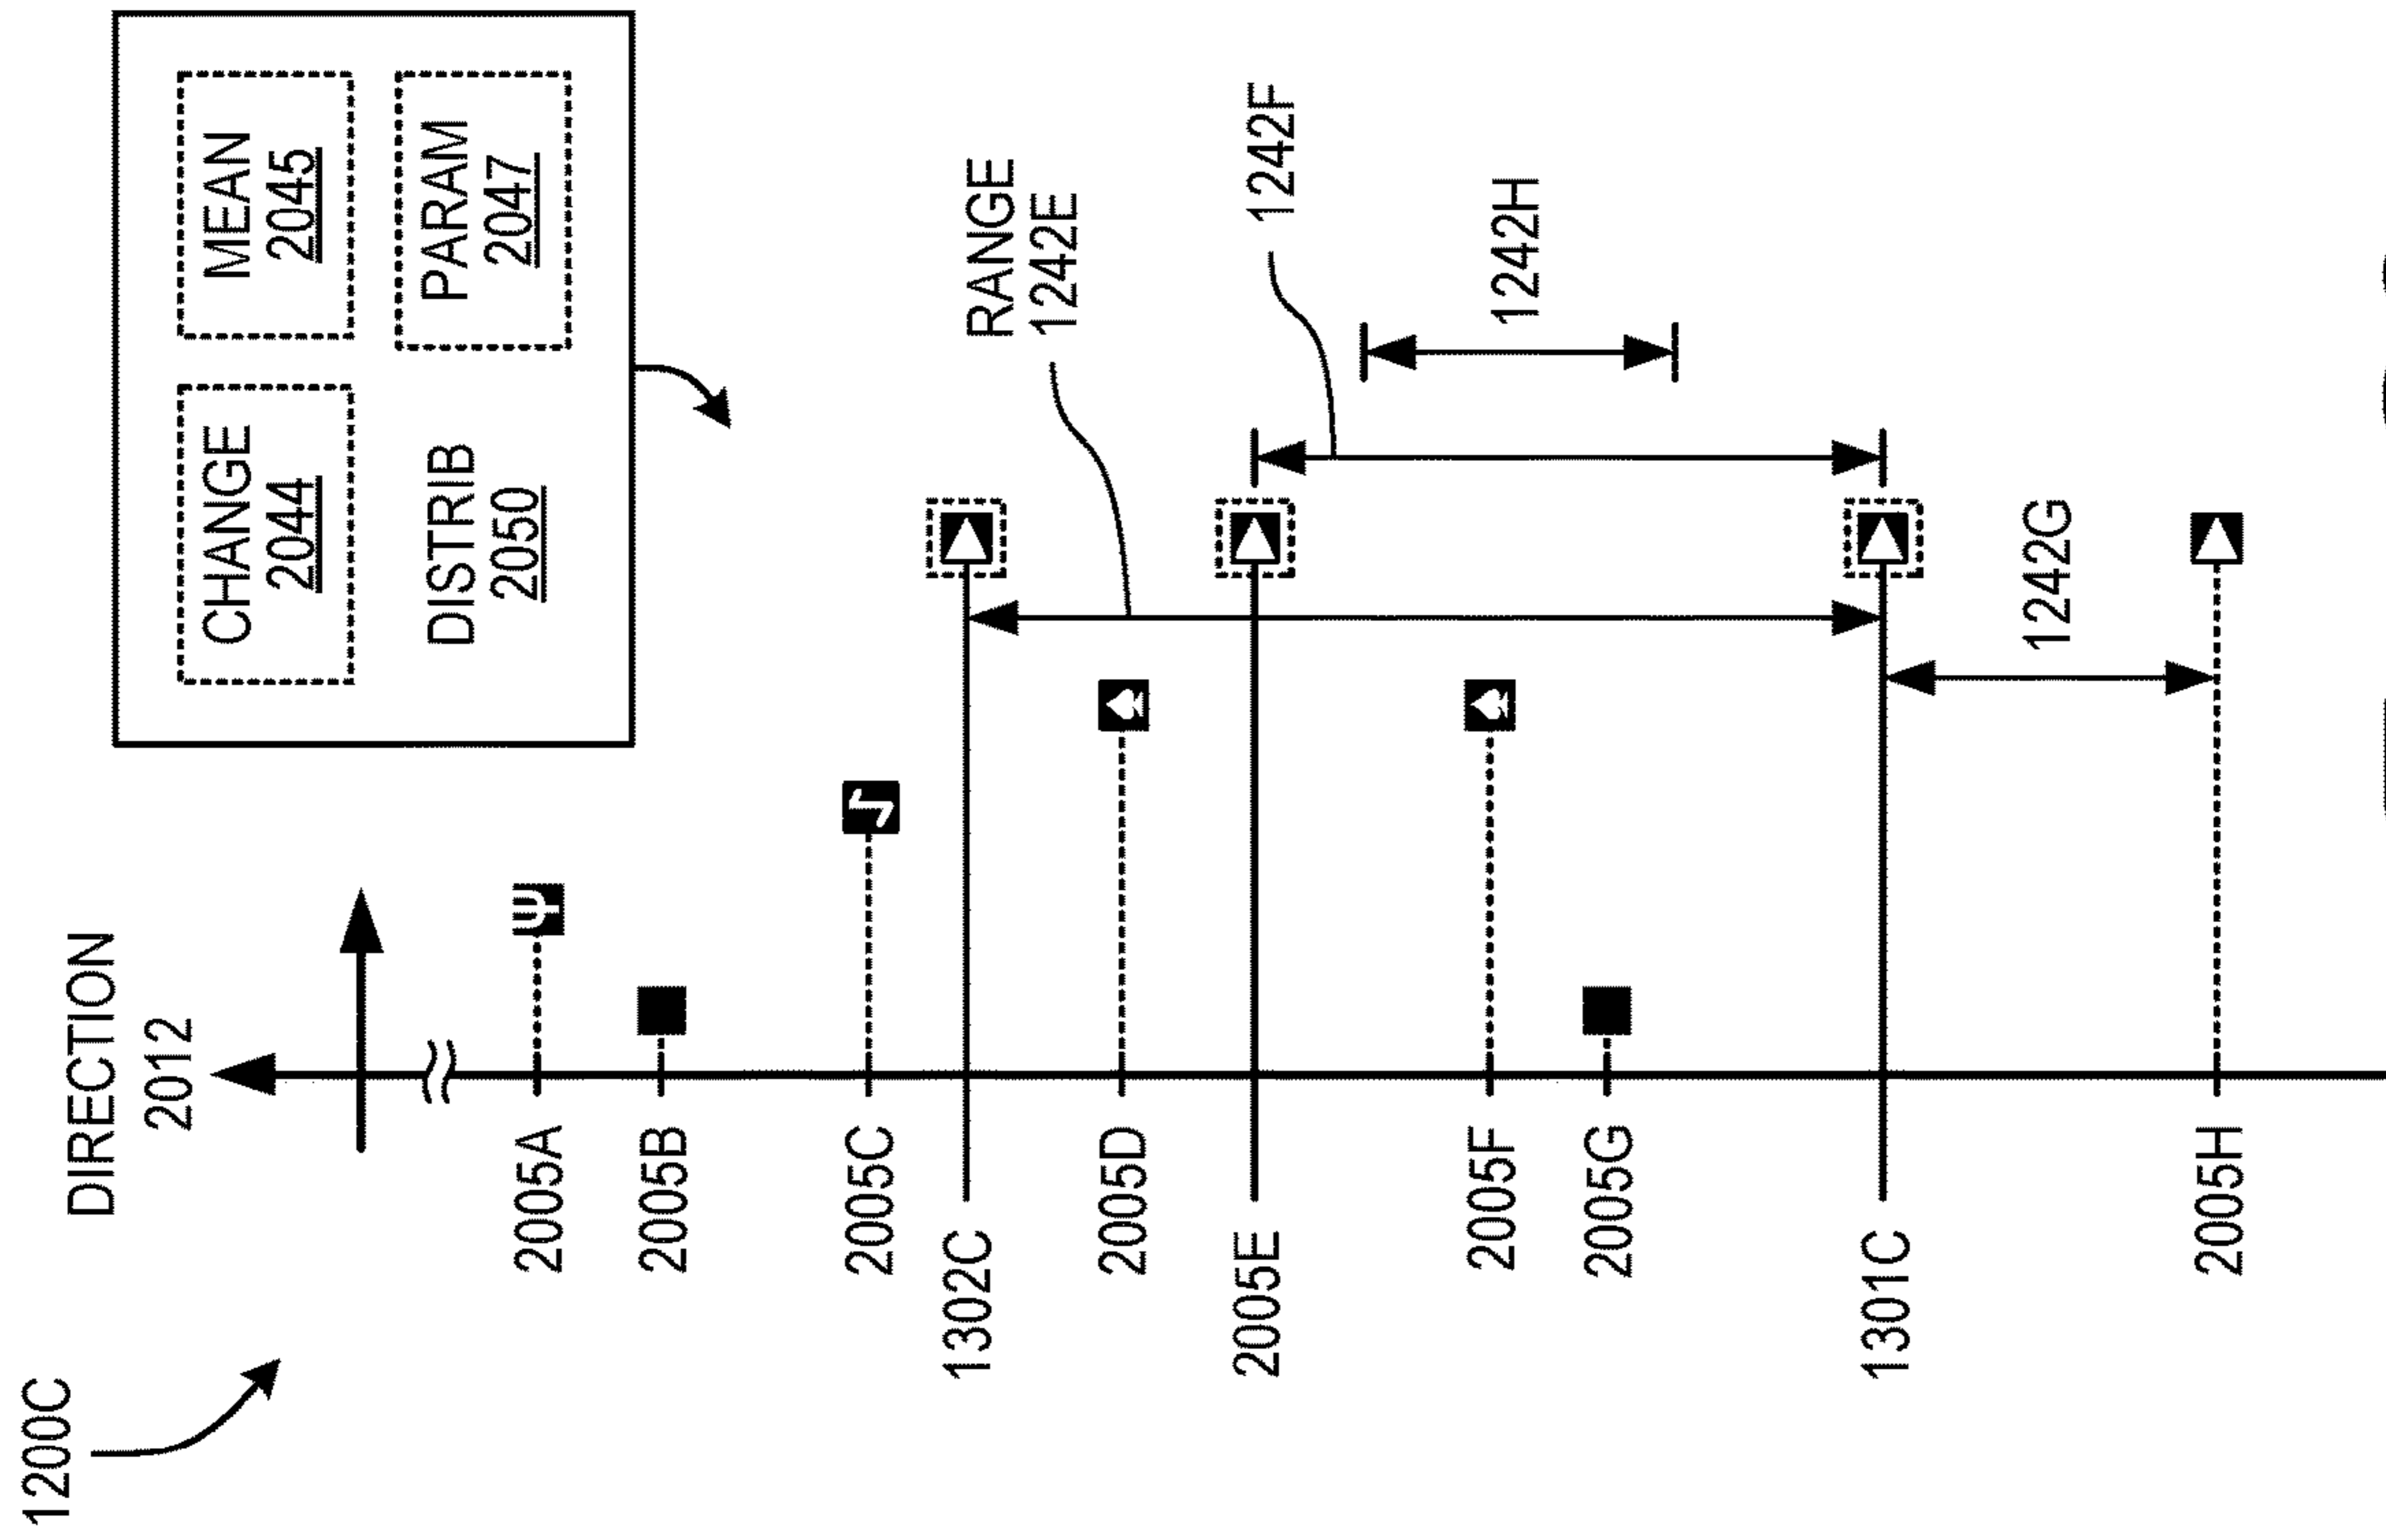 1200C
DIRECTION
2012
CHANGE
2044
MEAN
2045
DISTRIB
2050
PARAM
2047
2005A
2005B
2005C
1302C
2005D
2005E
2005F
2005G
1301C
2005H
RANGE
1242E
1242F
1242H
1242G